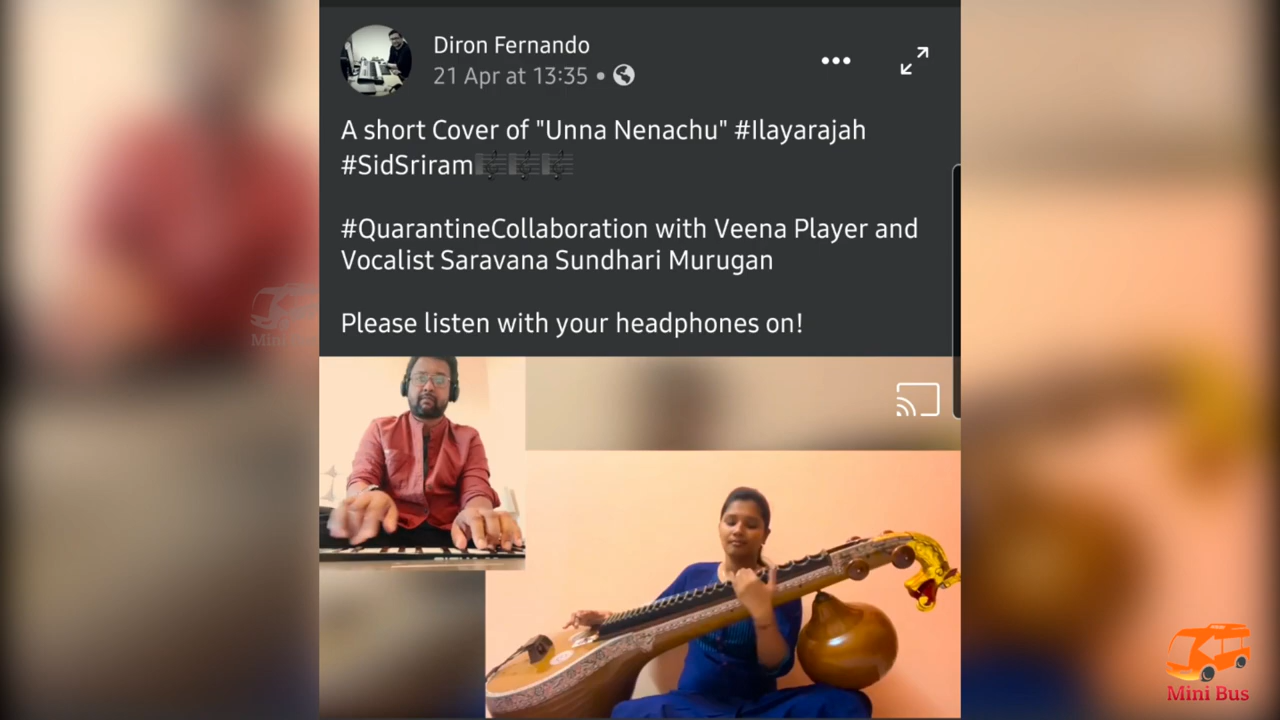 Diron Fernando
21 Apr at 13:35 •
A short Cover of "Unna Nenachu" #Ilayarajah
#SidSriram
#QuarantineCollaboration with Veena Player and
Vocalist Saravana Sundhari Murugan
Please listen with your headphones on!
Mini B
Mini Bus